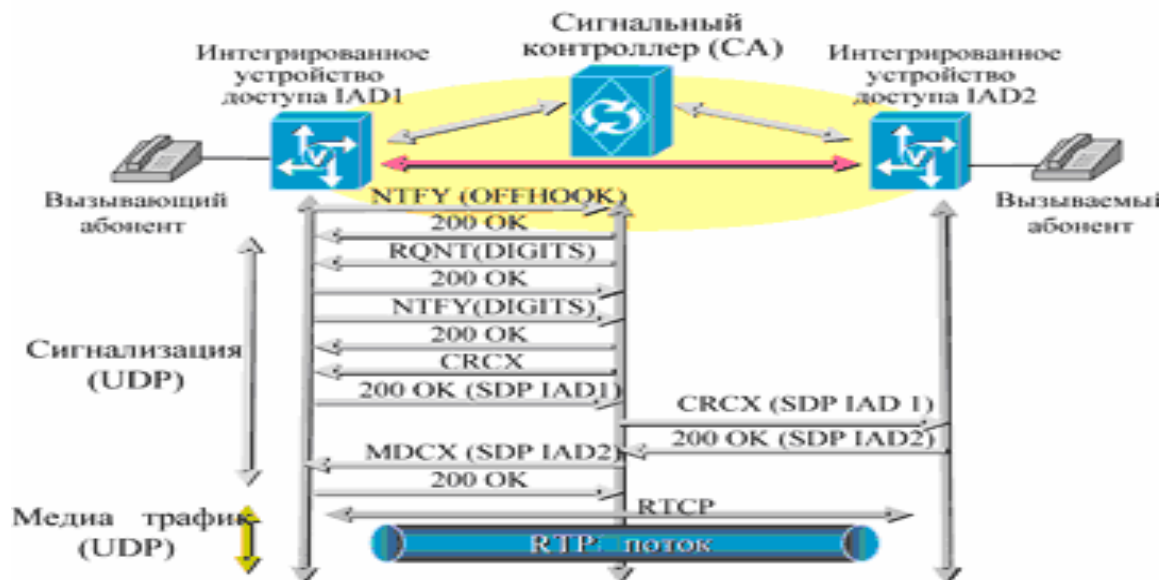 Сигнальный
контроллер (CA)
Интегрированное
устройство
доступа IAD1
Интегрированное
устройство
доступа IAD2
Вызывающий
абонент
Вызываемый
абонент
NTFY (OFFHOOK)
200 OK
RQNT(DIGITS)
200 OK
NTFY(DIGITS)
200 OK
CRCX
200 OK (SDP IAD1)
CRCX (SDP IAD 1)
200 OK (SDP IAD2)
MDCX (SDP IAD2)
200 OK
RTCP
RTP поток
Сигнализация
(UDP)
Медиа трафик
(UDP)